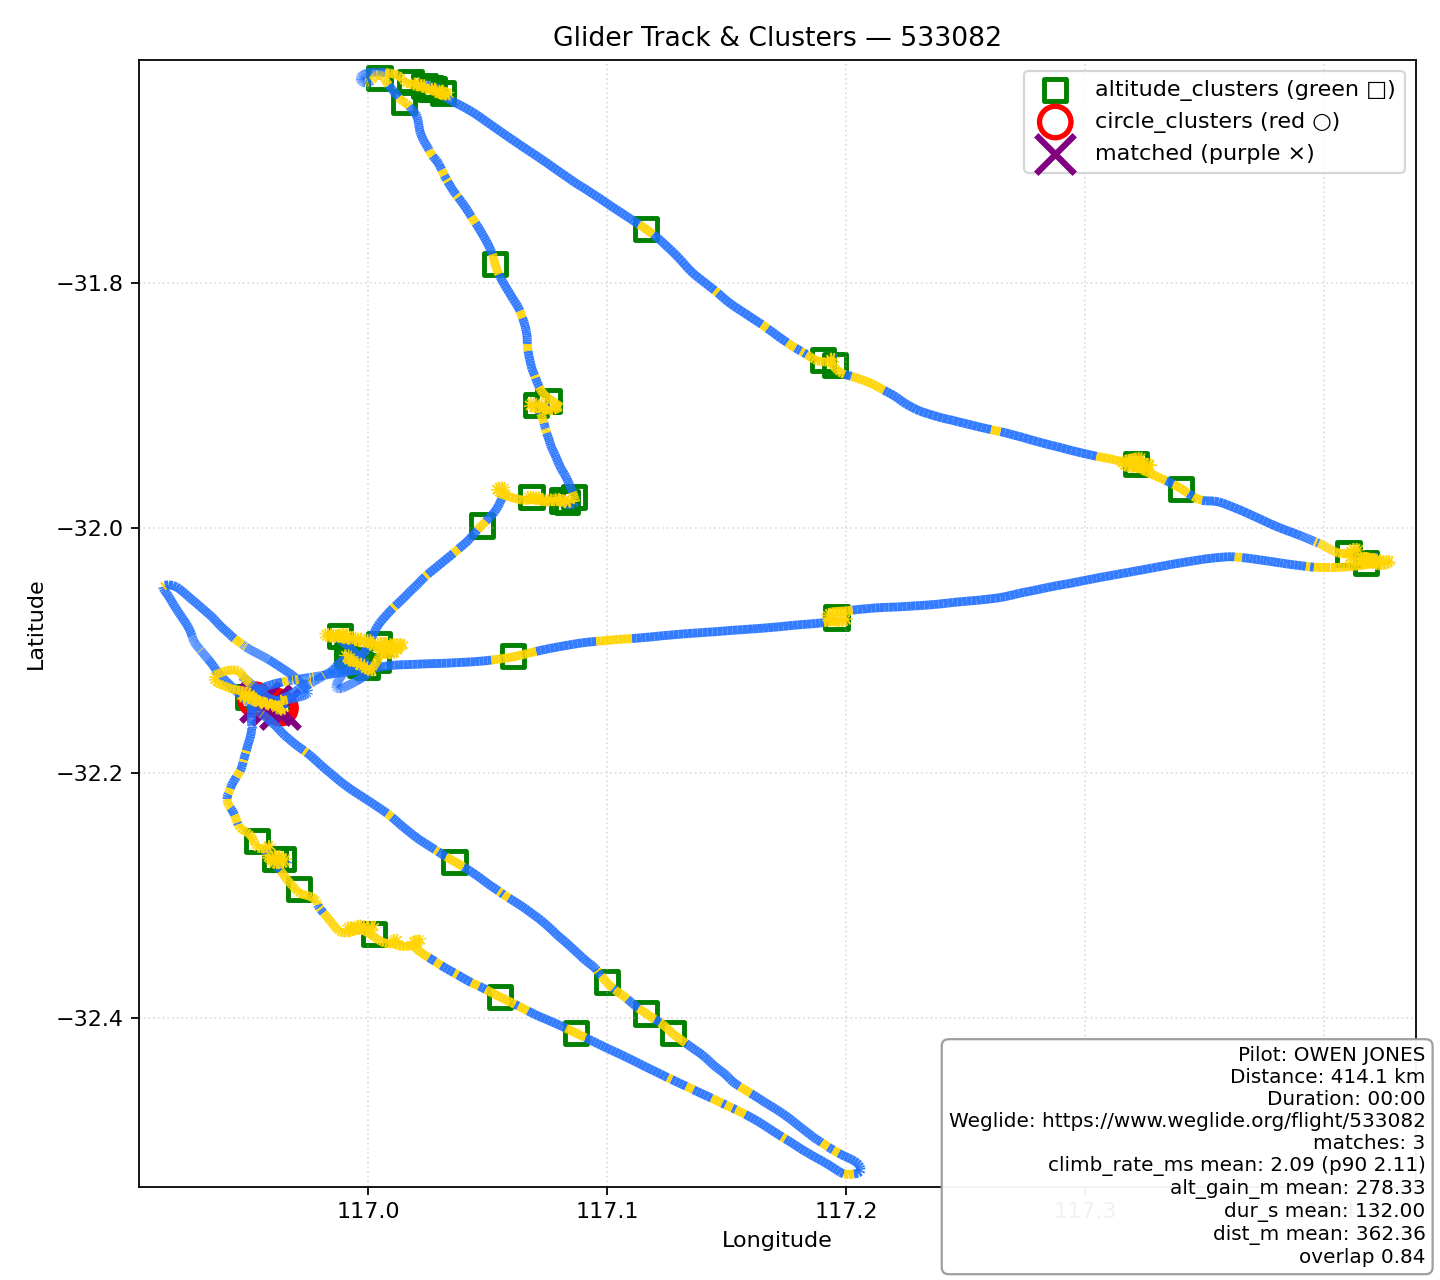 Glider Track & Clusters — 533082
altitude_clusters (green □)
circle_clusters (red ○)
matched (purple ×)
Latitude
−31.8
−32.0
−32.2
−32.4
117.0
117.1
117.2
117.3
Longitude
Pilot: OWEN JONES
Distance: 414.1 km
Duration: 00:00
Weglide: https://www.weglide.org/flight/533082
matches: 3
climb_rate_ms mean: 2.09 (p90 2.11)
alt_gain_m mean: 278.33
dur_s mean: 132.00
dist_m mean: 362.36
overlap 0.84